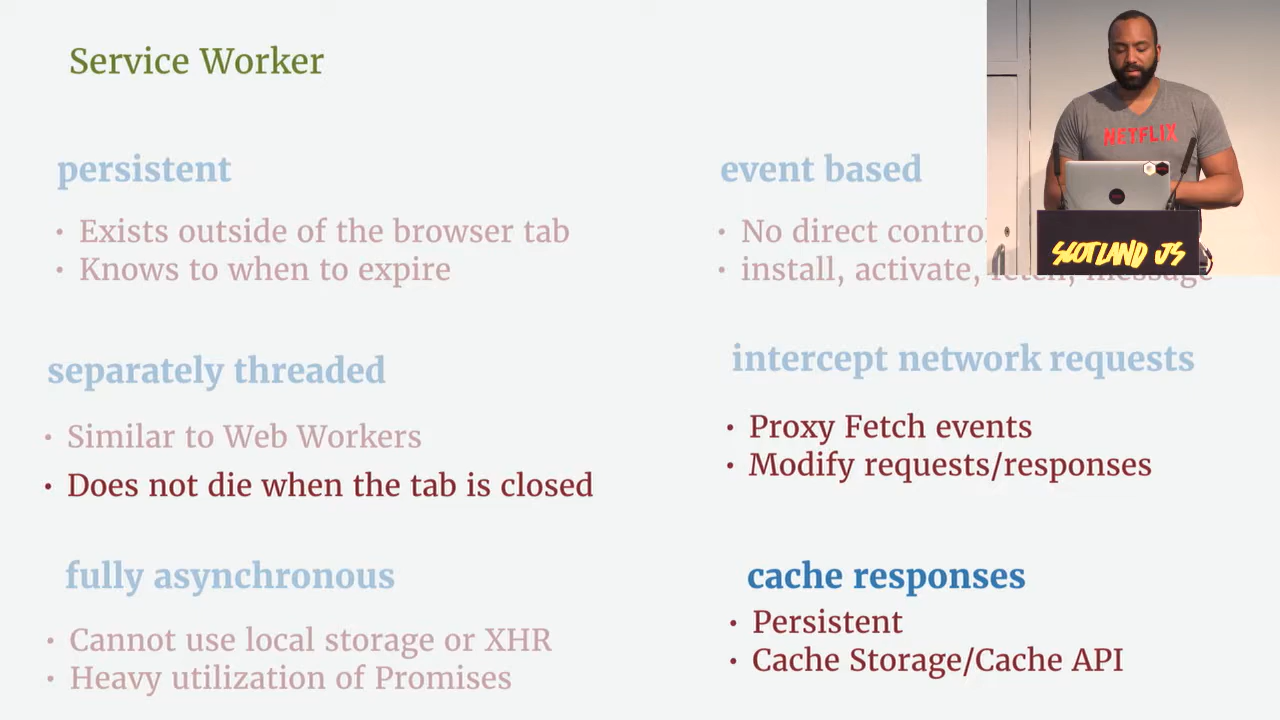 Service Worker
persistent
• Exists outside of the browser tab
• Knows to when to expire
event based
• No direct
• install, activate, fetch, message
separately threaded
• Similar to Web Workers
• Does not die when the tab is closed
intercept network requests
• Proxy Fetch events
• Modify requests/responses
fully asynchronous
• Cannot use local storage or XHR
• Heavy utilization of Promises
cache responses
• Persistent
• Cache Storage/Cache API
NETFLIX
SCOTLAND JS